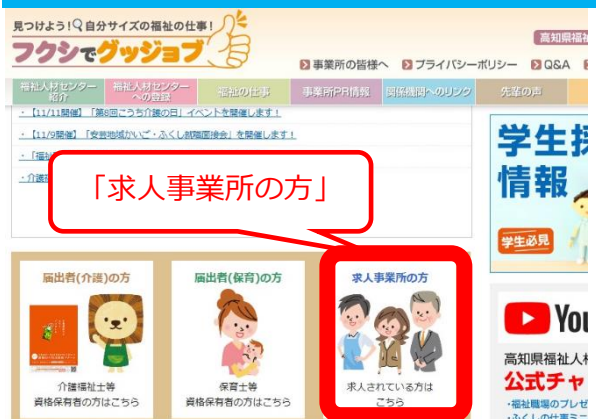 見つけよう！自分サイズの福祉の仕事！
フクシでグッジョブ
高知県福祉
事業所の皆様へ プライバシーポリシー Q&A
福祉人材センター紹介 福祉人材センターへの登録 福祉の仕事 事業所PR情報 関係機関へのリンク 先輩の声
・【11/11開催】「第8回こうち介護の日」イベントを開催します！
・【11/9開催】「安芸地域かいご・ふくし就職面接会」を開催します！
・「福祉
・介護
「求人事業所の方」
学生採
情報
学生必見
届出者(介護)の方
介護福祉士等
資格保有者の方はこちら
届出者(保育)の方
保育士等
資格保有者の方はこちら
求人事業所の方
求人されている方は
こちら
You
高知県福祉人材
公式チャ
・福祉職場のプレゼ
・ふくしの仕事ミニ